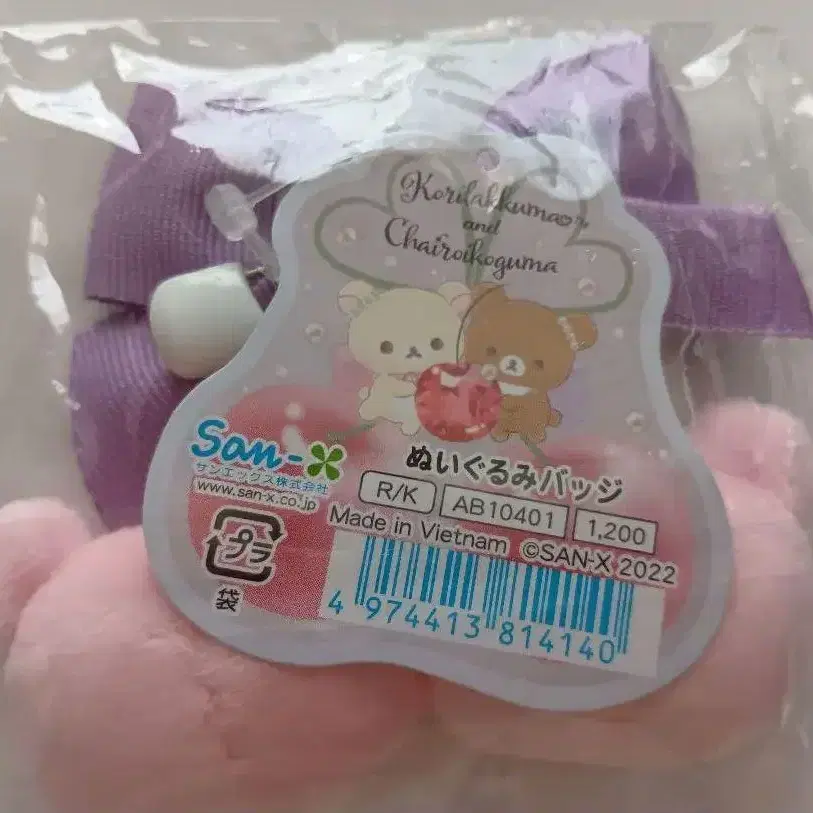 Korilakkuma
and
Chairoikoguma
San-X
サンエックス株式会社
www.san-x.co.jp
ぬいぐるみバッジ
R/K AB10401 1,200
Made in Vietnam ©SAN-X 2022
プラ
袋
4 974413 814140